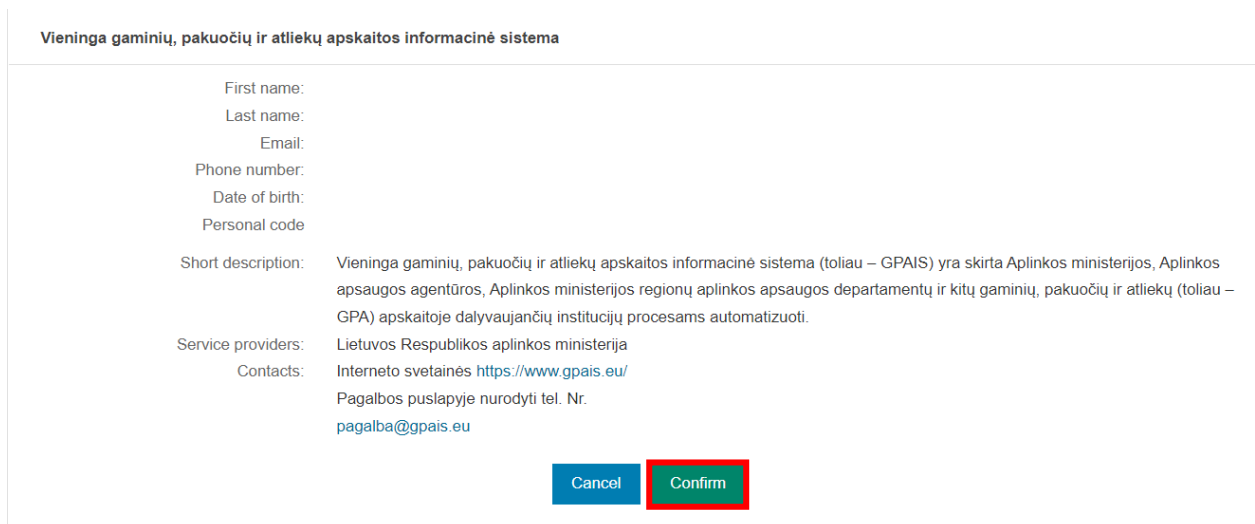 Vieninga gaminių, pakuočių ir atliekų apskaitos informacinė sistema
First name:
Last name:
Email:
Phone number:
Date of birth:
Personal code
Short description: Vieninga gaminių, pakuočių ir atliekų apskaitos informacinė sistema (toliau – GPAIS) yra skirta Aplinkos ministerijos, Aplinkos
apsaugos agentūros, Aplinkos ministerijos regionų aplinkos apsaugos departamentų ir kitų gaminių, pakuočių ir atliekų (toliau –
GPA) apskaitoje dalyvaujančių institucijų procesams automatizuoti.
Service providers: Lietuvos Respublikos aplinkos ministerija
Contacts: Interneto svetainės https://www.gpais.eu/
Pagalbos puslapyje nurodyti tel. Nr.
pagalba@gpais.eu
Cancel Confirm